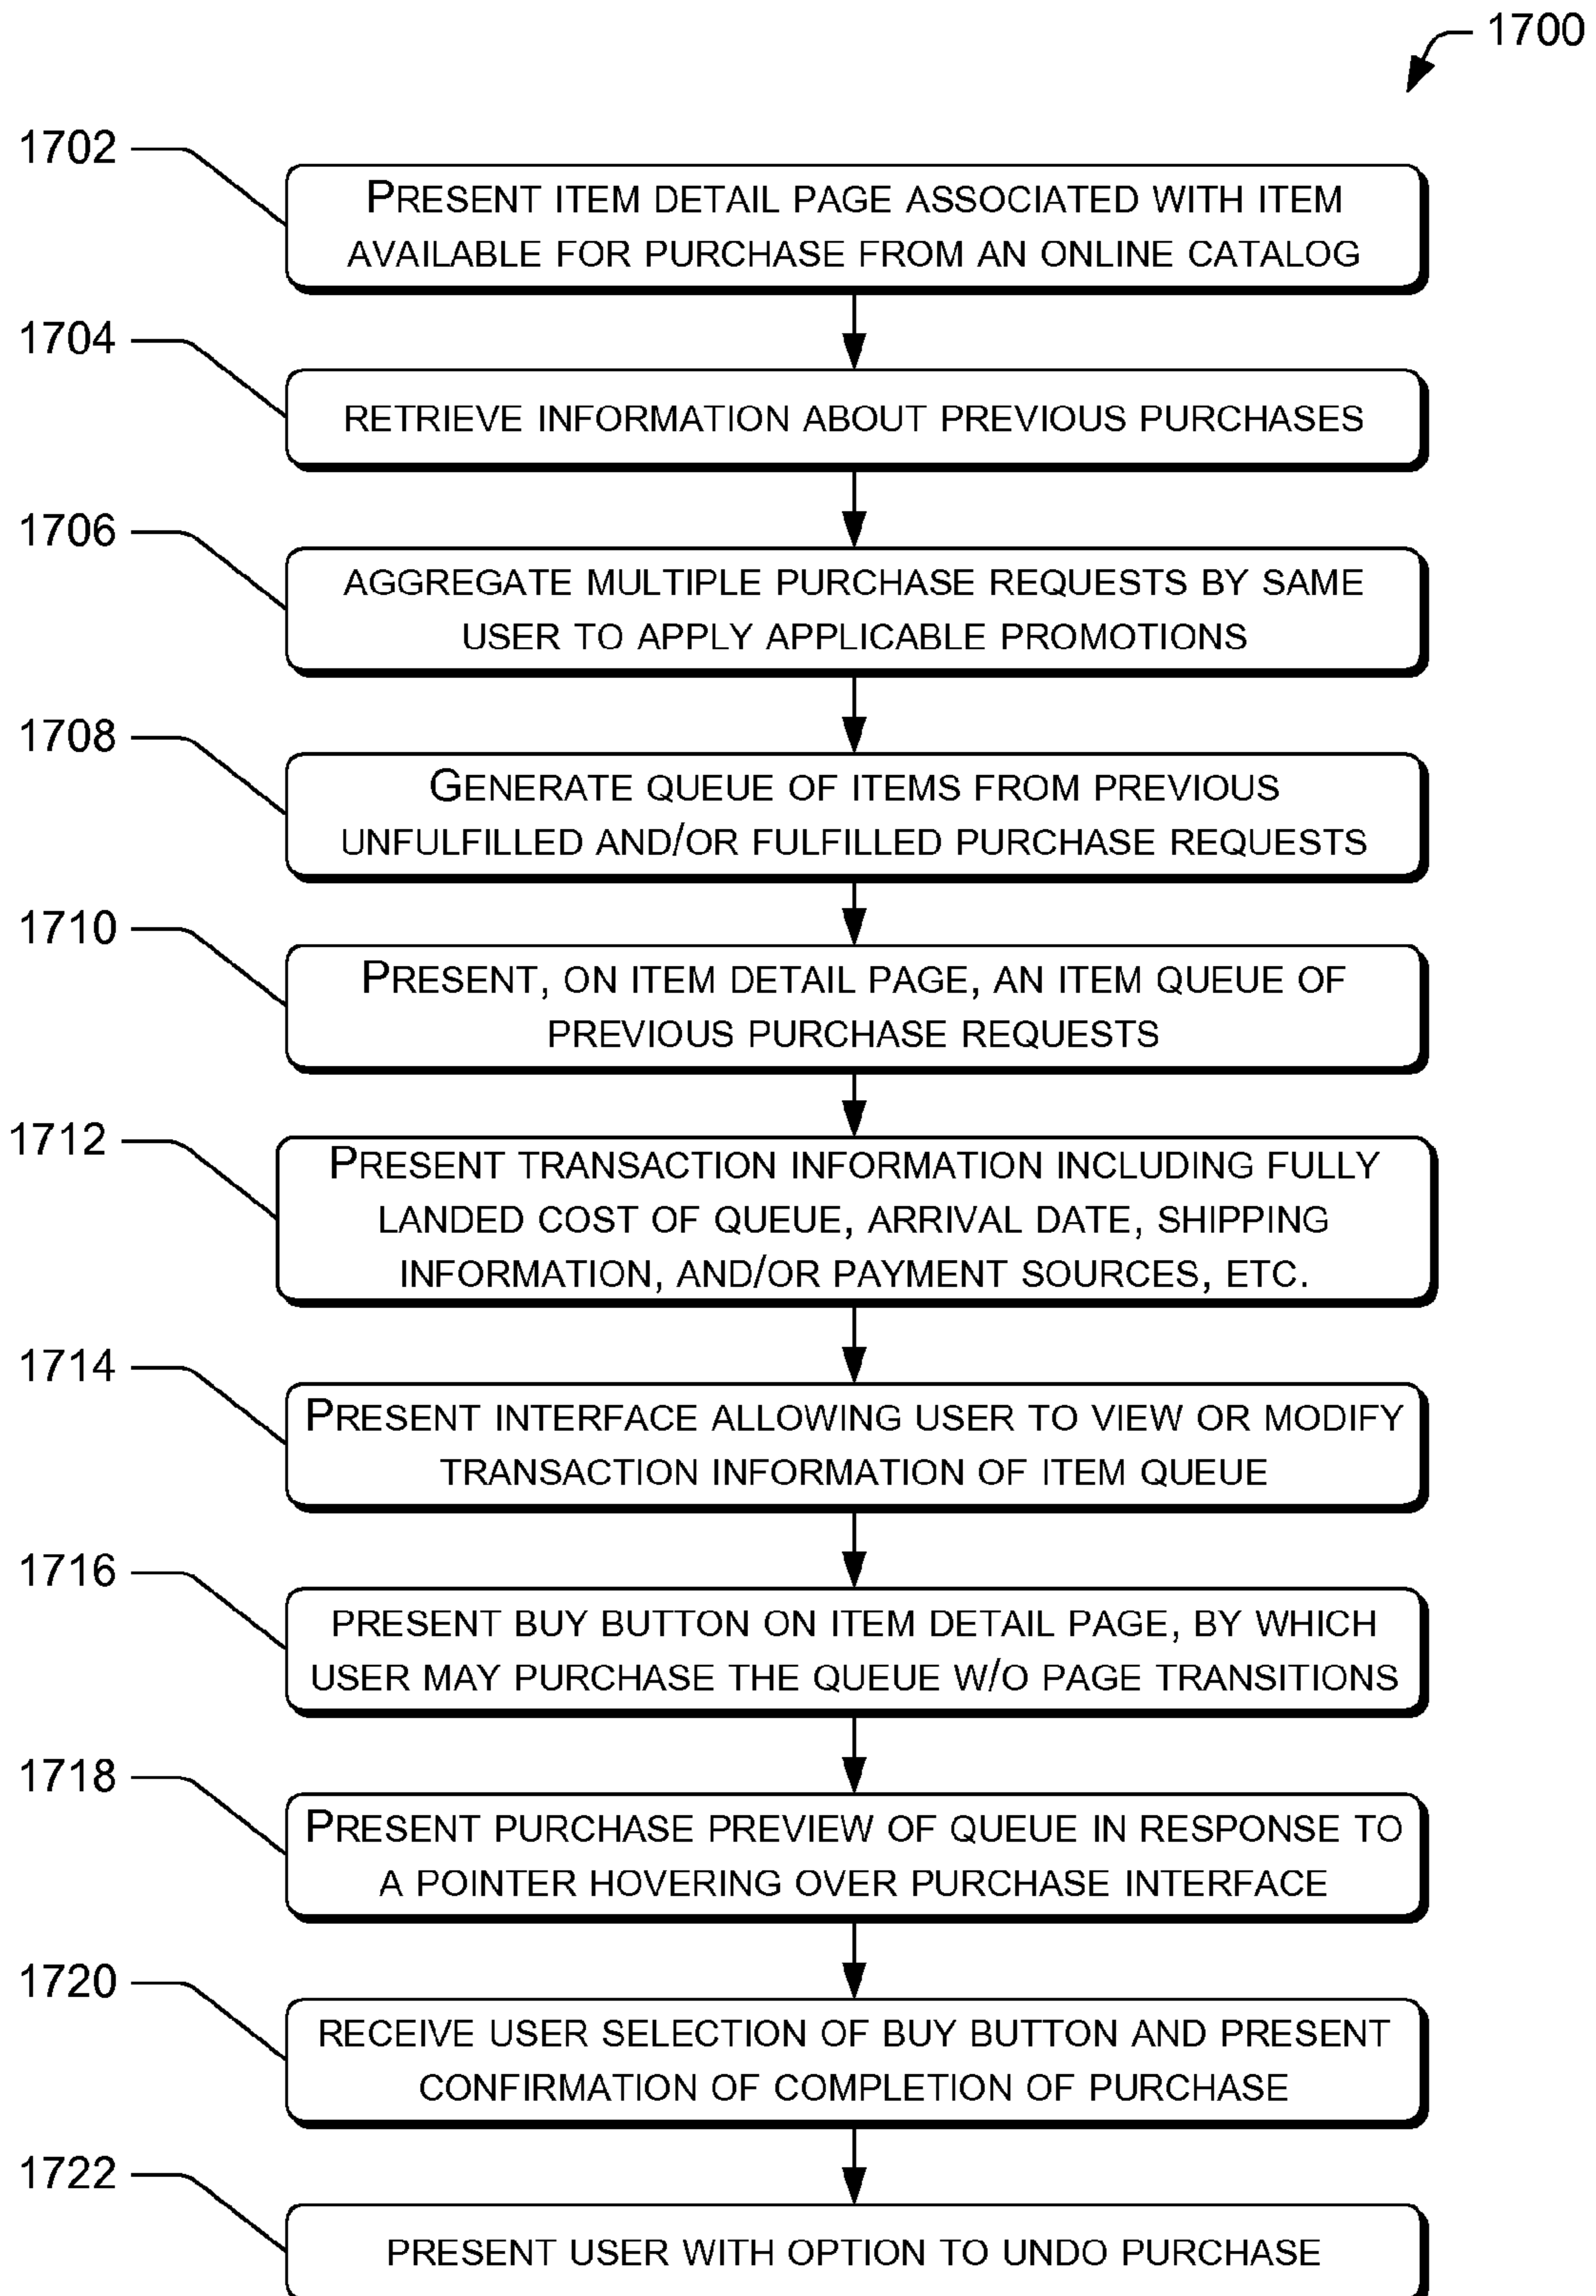 1700
1702
PRESENT ITEM DETAIL PAGE ASSOCIATED WITH ITEM
AVAILABLE FOR PURCHASE FROM AN ONLINE CATALOG
1704
RETRIEVE INFORMATION ABOUT PREVIOUS PURCHASES
1706
AGGREGATE MULTIPLE PURCHASE REQUESTS BY SAME
USER TO APPLY APPLICABLE PROMOTIONS
1708
GENERATE QUEUE OF ITEMS FROM PREVIOUS
UNFULFILLED AND/OR FULFILLED PURCHASE REQUESTS
1710
PRESENT, ON ITEM DETAIL PAGE, AN ITEM QUEUE OF
PREVIOUS PURCHASE REQUESTS
1712
PRESENT TRANSACTION INFORMATION INCLUDING FULLY
LANDED COST OF QUEUE, ARRIVAL DATE, SHIPPING
INFORMATION, AND/OR PAYMENT SOURCES, ETC.
1714
PRESENT INTERFACE ALLOWING USER TO VIEW OR MODIFY
TRANSACTION INFORMATION OF ITEM QUEUE
1716
PRESENT BUY BUTTON ON ITEM DETAIL PAGE, BY WHICH
USER MAY PURCHASE THE QUEUE W/O PAGE TRANSITIONS
1718
PRESENT PURCHASE PREVIEW OF QUEUE IN RESPONSE TO
A POINTER HOVERING OVER PURCHASE INTERFACE
1720
RECEIVE USER SELECTION OF BUY BUTTON AND PRESENT
CONFIRMATION OF COMPLETION OF PURCHASE
1722
PRESENT USER WITH OPTION TO UNDO PURCHASE